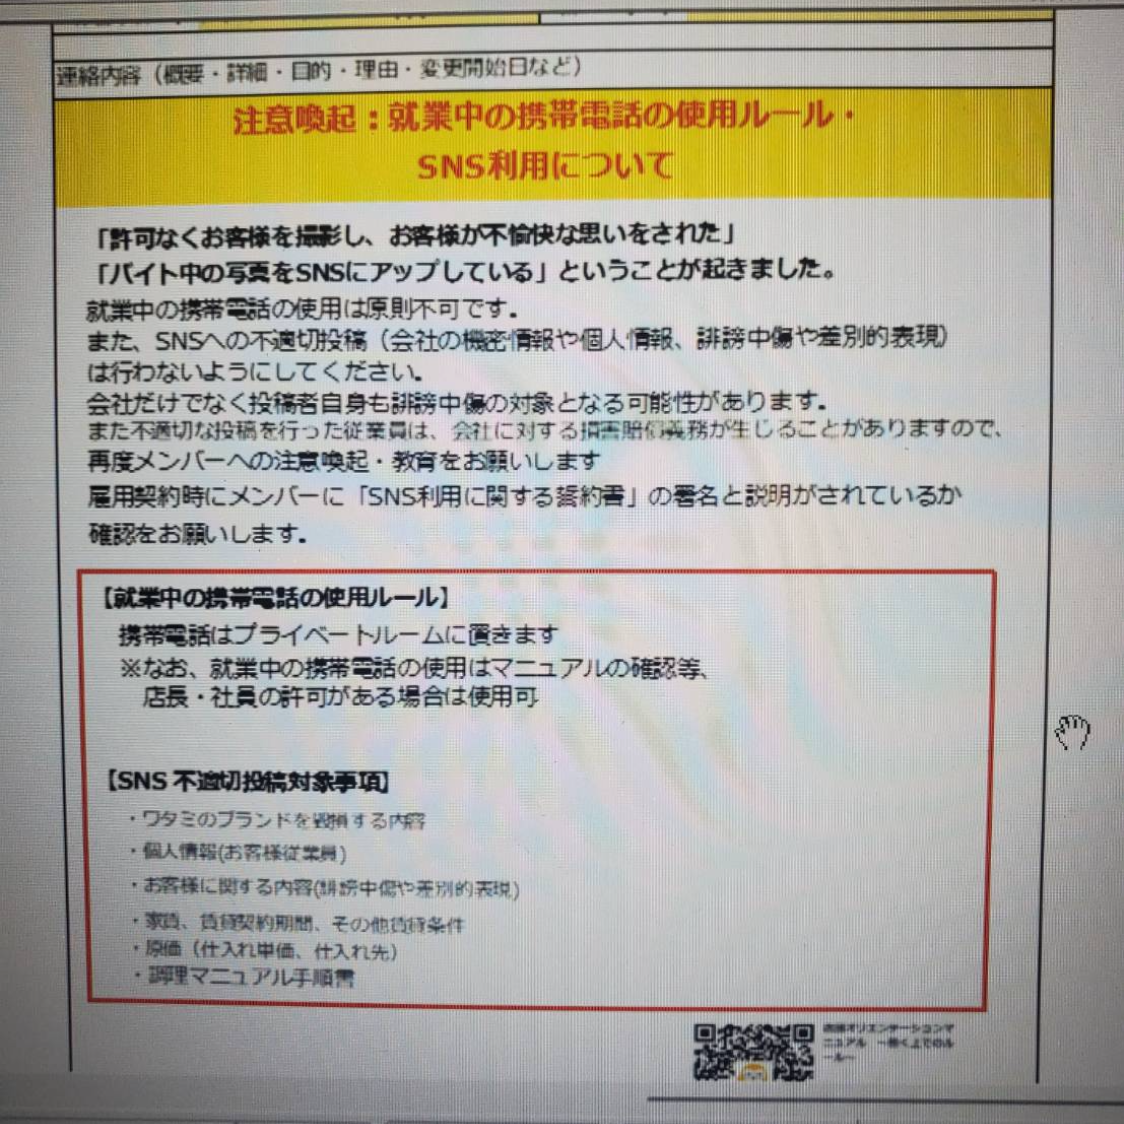 連絡内容（概要・詳細・目的・理由・変更開始日など）
注意喚起：就業中の携帯電話の使用ルール・
SNS利用について
「許可なくお客様を撮影し、お客様が不愉快な思いをされた」
「バイト中の写真をSNSにアップしている」ということが起きました。
就業中の携帯電話の使用は原則不可です。
また、SNSへの不適切投稿（会社の機密情報や個人情報、誹謗中傷や差別的表現）
は行わないようにしてください。
会社だけでなく投稿者自身も誹謗中傷の対象となる可能性があります。
また不適切な投稿を行った従業員は、会社に対する損害賠償義務が生じることがありますので、
再度メンバーへの注意喚起・教育をお願いします
雇用契約時にメンバーに「SNS利用に関する誓約書」の署名と説明がされているか
確認をお願いします。
【就業中の携帯電話の使用ルール】
携帯電話はプライベートルームに置きます
※なお、就業中の携帯電話の使用はマニュアルの確認等、
店長・社員の許可がある場合は使用可
【SNS 不適切投稿対象事項】
・ワタミのブランドを毀損する内容
・個人情報(お客様従業員)
・お客様に関する内容(誹謗中傷や差別的表現)
・家賃、賃貸契約期間、その他賃貸条件
・原価（仕入れ単価、仕入れ先）
・調理マニュアル手順書
オリエンテーションマ
ニュアル ～働く上でのル
ール～